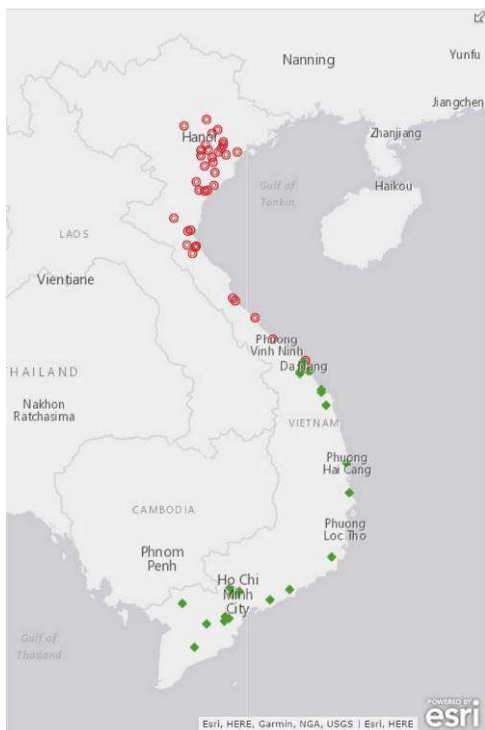 Nanning
Yunfu
Jiangchen
Zhanjiang
Haikou
Gulf of
Tonkin
LAOS
Vientiane
Phuong
Vinh Ninh
Da Nang
THAILAND
Nakhon
Ratchasima
VIETNAM
Phuong
Hai Cang
CAMBODIA
Phuong
Loc Tho
Phnom
Penh
Ho Chi
Minh
City
Gulf of
Thailand
POWERED BY
esri
Esri, HERE, Garmin, NGA, USGS | Esri, HERE